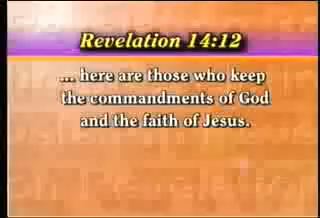 Revelation 14:12
... here are those who keep
the commandments of God
and the faith of Jesus.